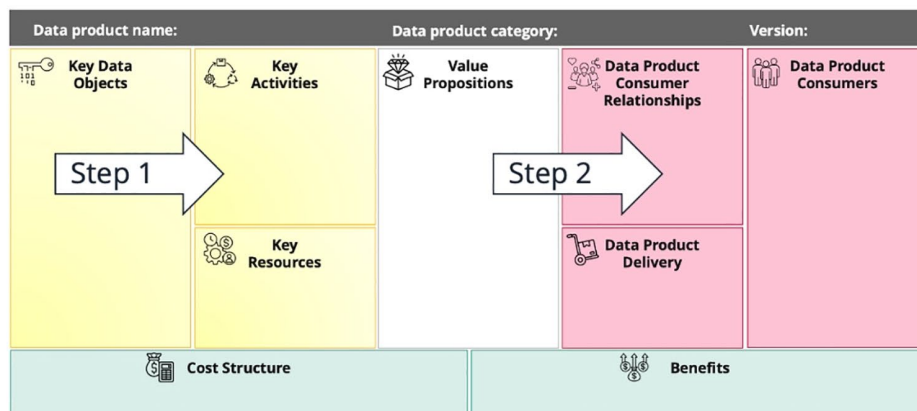 Data product name: Data product category: Version:
Key Data
Objects
Key
Activities
Value
Propositions
Data Product
Consumer
Relationships
Data Product
Consumers
Step 1
Step 2
Key
Resources
Data Product
Delivery
Cost Structure
Benefits